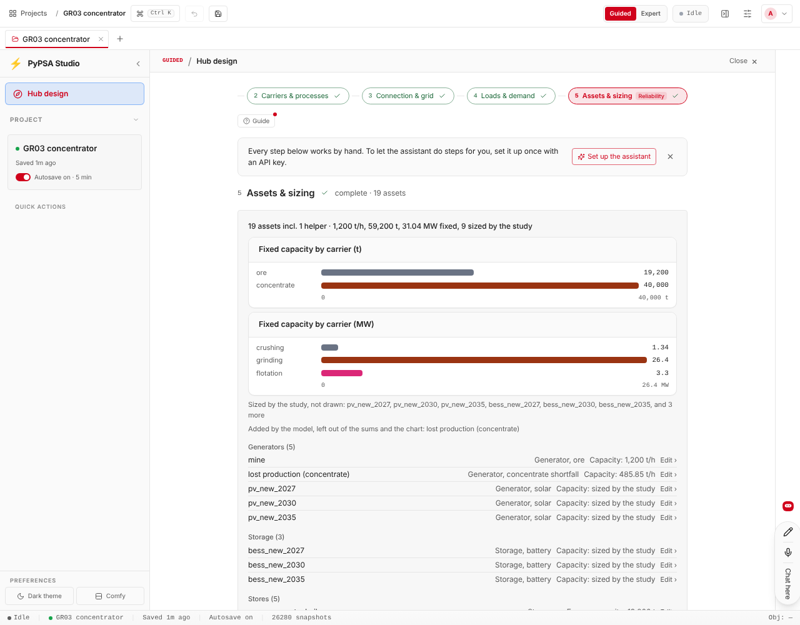 Projects / GR03 concentrator Ctrl K Guided Expert Idle A
GR03 concentrator
PyPSA Studio
GUIDED / Hub design Close
Hub design
2 Carriers & processes 3 Connection & grid 4 Loads & demand 5 Assets & sizing Reliability
PROJECT
Guide
GR03 concentrator
Saved 1m ago
Autosave on · 5 min
Every step below works by hand. To let the assistant do steps for you, set it up once with
an API key.
Set up the assistant
5 Assets & sizing complete · 19 assets
QUICK ACTIONS
19 assets incl. 1 helper · 1,200 t/h, 59,200 t, 31.04 MW fixed, 9 sized by the study
Fixed capacity by carrier (t)
ore 19,200
concentrate 40,000
0 40,000 t
Fixed capacity by carrier (MW)
crushing 1.34
grinding 26.4
flotation 3.3
0 26.4 MW
Sized by the study, not drawn: pv_new_2027, pv_new_2030, pv_new_2035, bess_new_2027, bess_new_2030, bess_new_2035, and 3
more
Added by the model, left out of the sums and the chart: lost production (concentrate)
Generators (5)
mine Generator, ore Capacity: 1,200 t/h Edit ›
lost production (concentrate) Generator, concentrate shortfall Capacity: 485.85 t/h Edit ›
pv_new_2027 Generator, solar Capacity: sized by the study Edit ›
pv_new_2030 Generator, solar Capacity: sized by the study Edit ›
pv_new_2035 Generator, solar Capacity: sized by the study Edit ›
Storage (3)
bess_new_2027 Storage, battery Capacity: sized by the study Edit ›
bess_new_2030 Storage, battery Capacity: sized by the study Edit ›
bess_new_2035 Storage, battery Capacity: sized by the study Edit ›
Stores (5)
Chat here
PREFERENCES
Dark theme Comfy
Idle GR03 concentrator Saved 1m ago Autosave on 26280 snapshots Obj: —